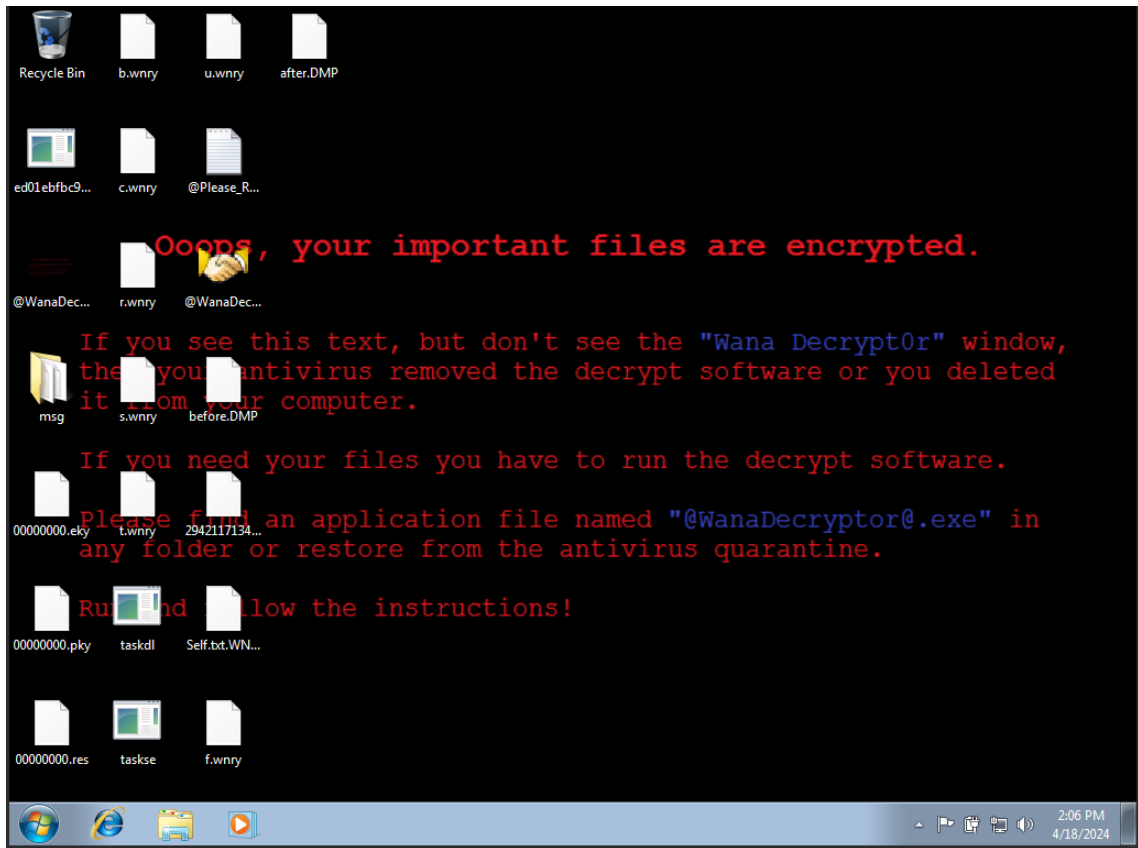 Recycle Bin
b.wnry
u.wnry
after.DMP
ed01ebfbc9...
c.wnry
@Please_R...
Ooops, your important files are encrypted.
@WanaDec...
r.wnry
@WanaDec...
If you see this text, but don't see the "Wana Decrypt0r" window,
your antivirus removed the decrypt software or you deleted
it from your computer.
msg
s.wnry
before.DMP
If you need your files you have to run the decrypt software.
Please find an application file named "@WanaDecryptor@.exe" in
any folder or restore from the antivirus quarantine.
00000000.eky
t.wnry
2942117134...
Run and follow the instructions!
00000000.pky
taskdl
Self.txt.WN...
00000000.res
taskse
f.wnry
2:06 PM
4/18/2024